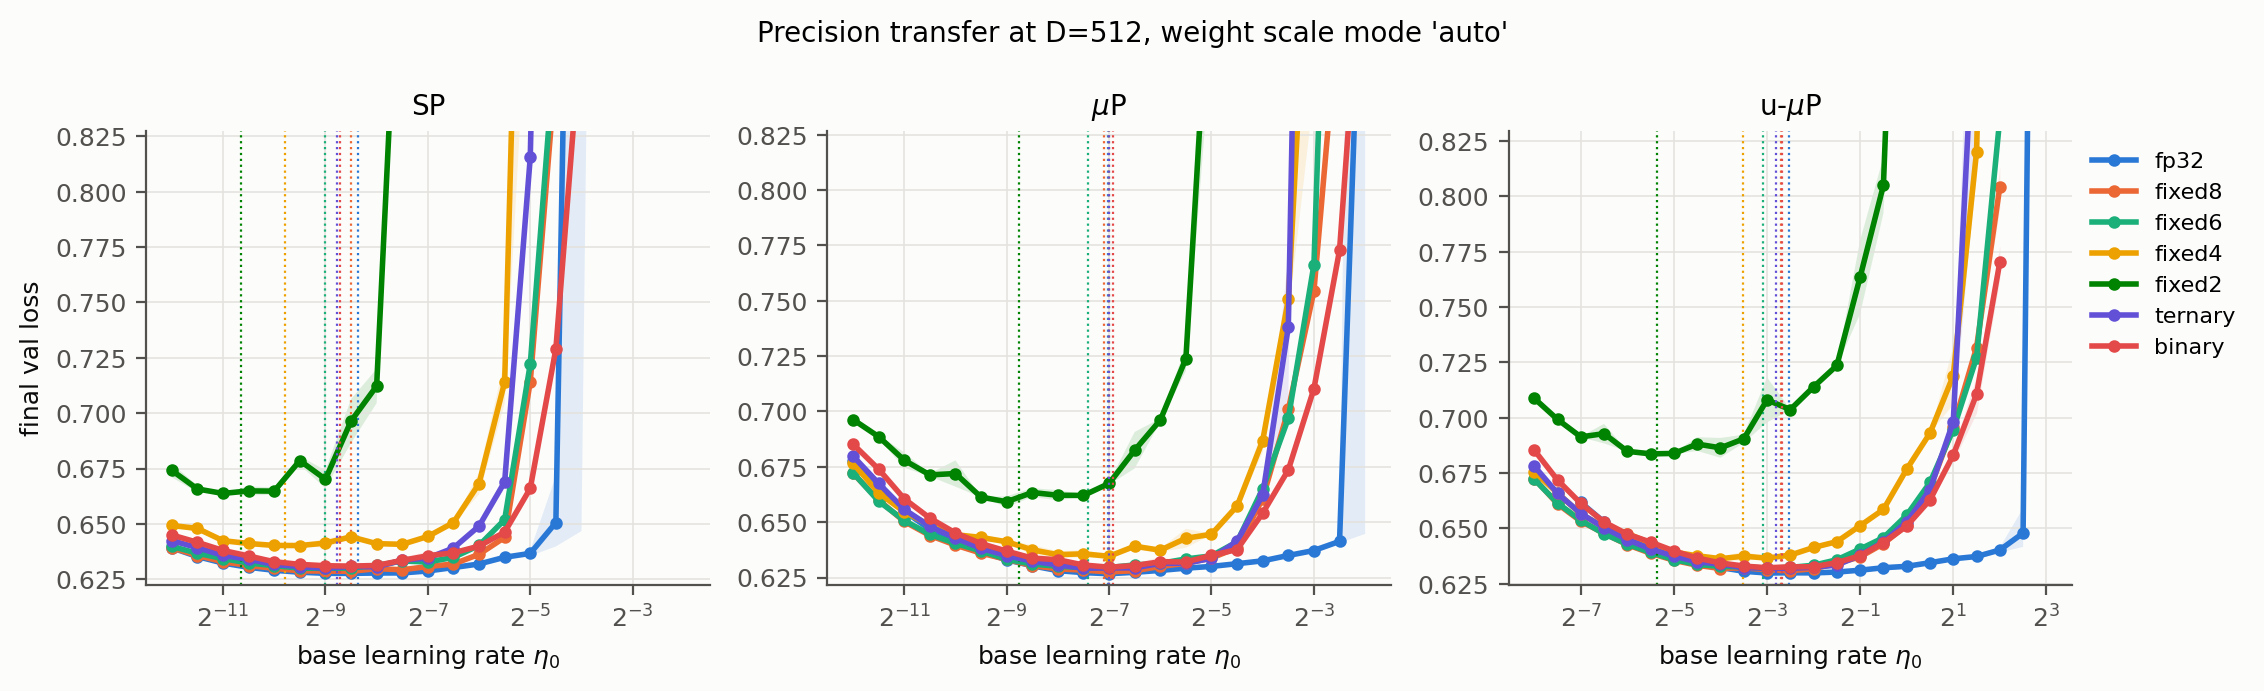 Precision transfer at D=512, weight scale mode 'auto'
SP
μP
u-μP
final val loss
0.825
0.800
0.775
0.750
0.725
0.700
0.675
0.650
0.625
2⁻¹¹ 2⁻⁹ 2⁻⁷ 2⁻⁵ 2⁻³
base learning rate η₀
0.825
0.800
0.775
0.750
0.725
0.700
0.675
0.650
0.625
2⁻¹¹ 2⁻⁹ 2⁻⁷ 2⁻⁵ 2⁻³
base learning rate η₀
0.825
0.800
0.775
0.750
0.725
0.700
0.675
0.650
0.625
2⁻⁷ 2⁻⁵ 2⁻³ 2⁻¹ 2¹ 2³
base learning rate η₀
fp32
fixed8
fixed6
fixed4
fixed2
ternary
binary